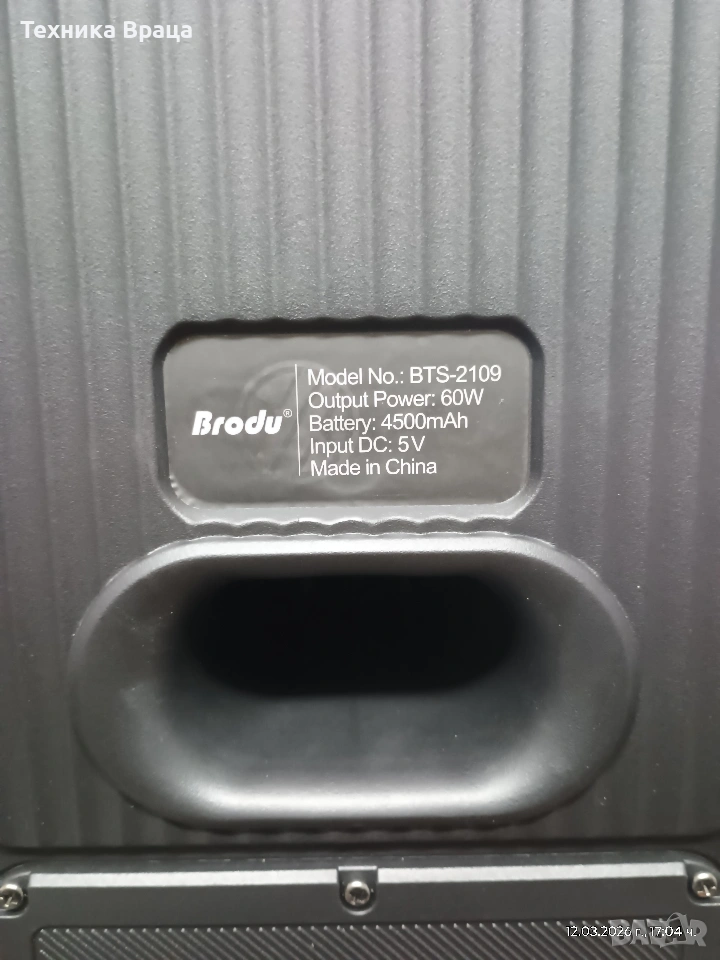 Техника Враца
Brodu®
Model No.: BTS-2109
Output Power: 60W
Battery: 4500mAh
Input DC: 5V
Made in China
12.03.2026 г., 17:04 ч.
BAZAR